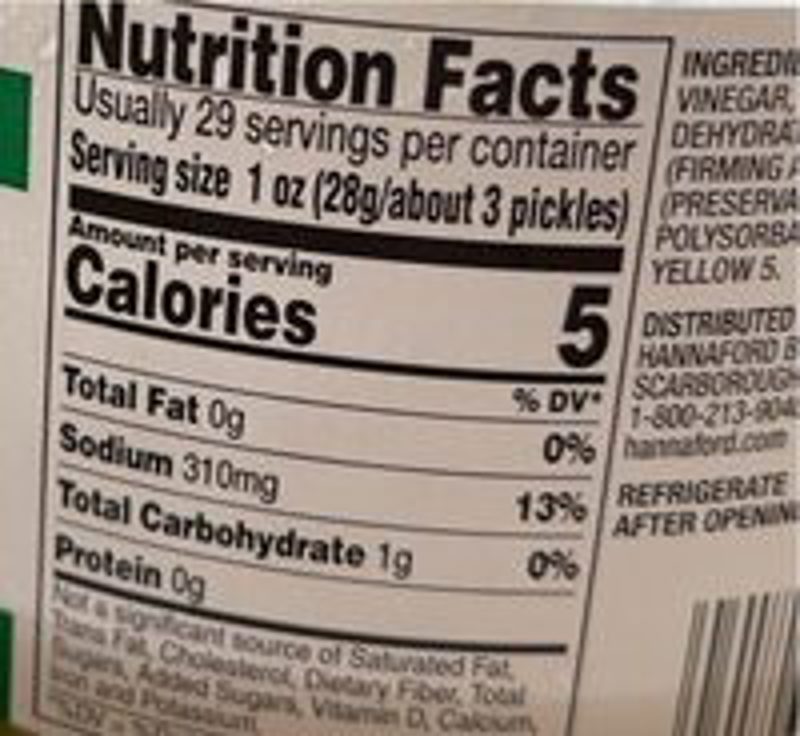 Nutrition Facts
Usually 29 servings per container
Serving size 1 oz (28g/about 3 pickles)
Amount per serving
Calories 5
% DV*
Total Fat 0g 0%
Sodium 310mg 13%
Total Carbohydrate 1g 0%
Protein 0g
Not a significant source of Saturated Fat,
Trans Fat, Cholesterol, Dietary Fiber, Total
Sugars, Added Sugars, Vitamin D, Calcium,
Iron and Potassium.
INGREDIE
VINEGAR,
DEHYDRAT
(FIRMING A
(PRESERVA
POLYSORBA
YELLOW 5.
DISTRIBUTED
HANNAFORD B
SCARBOROUGH
1-800-213-904
hannaford.com
REFRIGERATE
AFTER OPENING